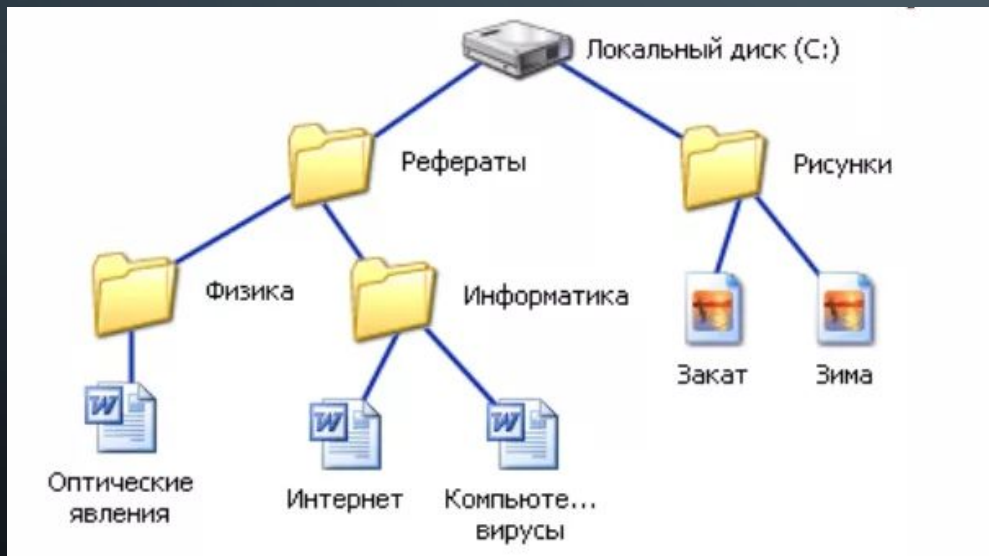 Локальный диск (C:)
Рефераты
Рисунки
Физика
Информатика
Закат
Зима
Оптические
явления
Интернет
Компьюте...
вирусы